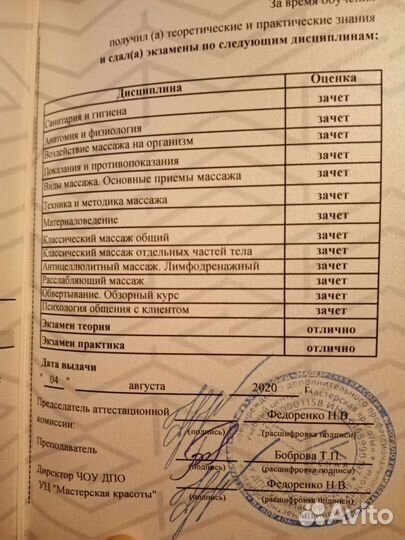 За время обучения
получил (а) теоретические и практические знания
и сдал(а) экзамены по следующим дисциплинам:
Дисциплина Оценка
Санитария и гигиена зачет
Анатомия и физиология зачет
Воздействие массажа на организм зачет
Показания и противопоказания зачет
Виды массажа. Основные приемы массажа зачет
Техника и методика массажа зачет
Материаловедение зачет
Классический массаж общий зачет
Классический массаж отдельных частей тела зачет
Антицеллюлитный массаж. Лимфодренажный зачет
Расслабляющий массаж зачет
Обвертывание. Обзорный курс зачет
Психология общения с клиентом зачет
Экзамен теория отлично
Экзамен практика отлично
Дата выдачи
" 04 " августа 2020 г.
Председатель аттестационной
комиссии: Федоренко Н.В.
(подпись) (расшифровка подписи)
Преподаватель Боброва Г.П.
(подпись) (расшифровка подписи)
Директор ЧОУ ДПО
УЦ "Мастерская красоты" Федоренко Н.В.
(подпись) (расшифровка подписи)
Avito